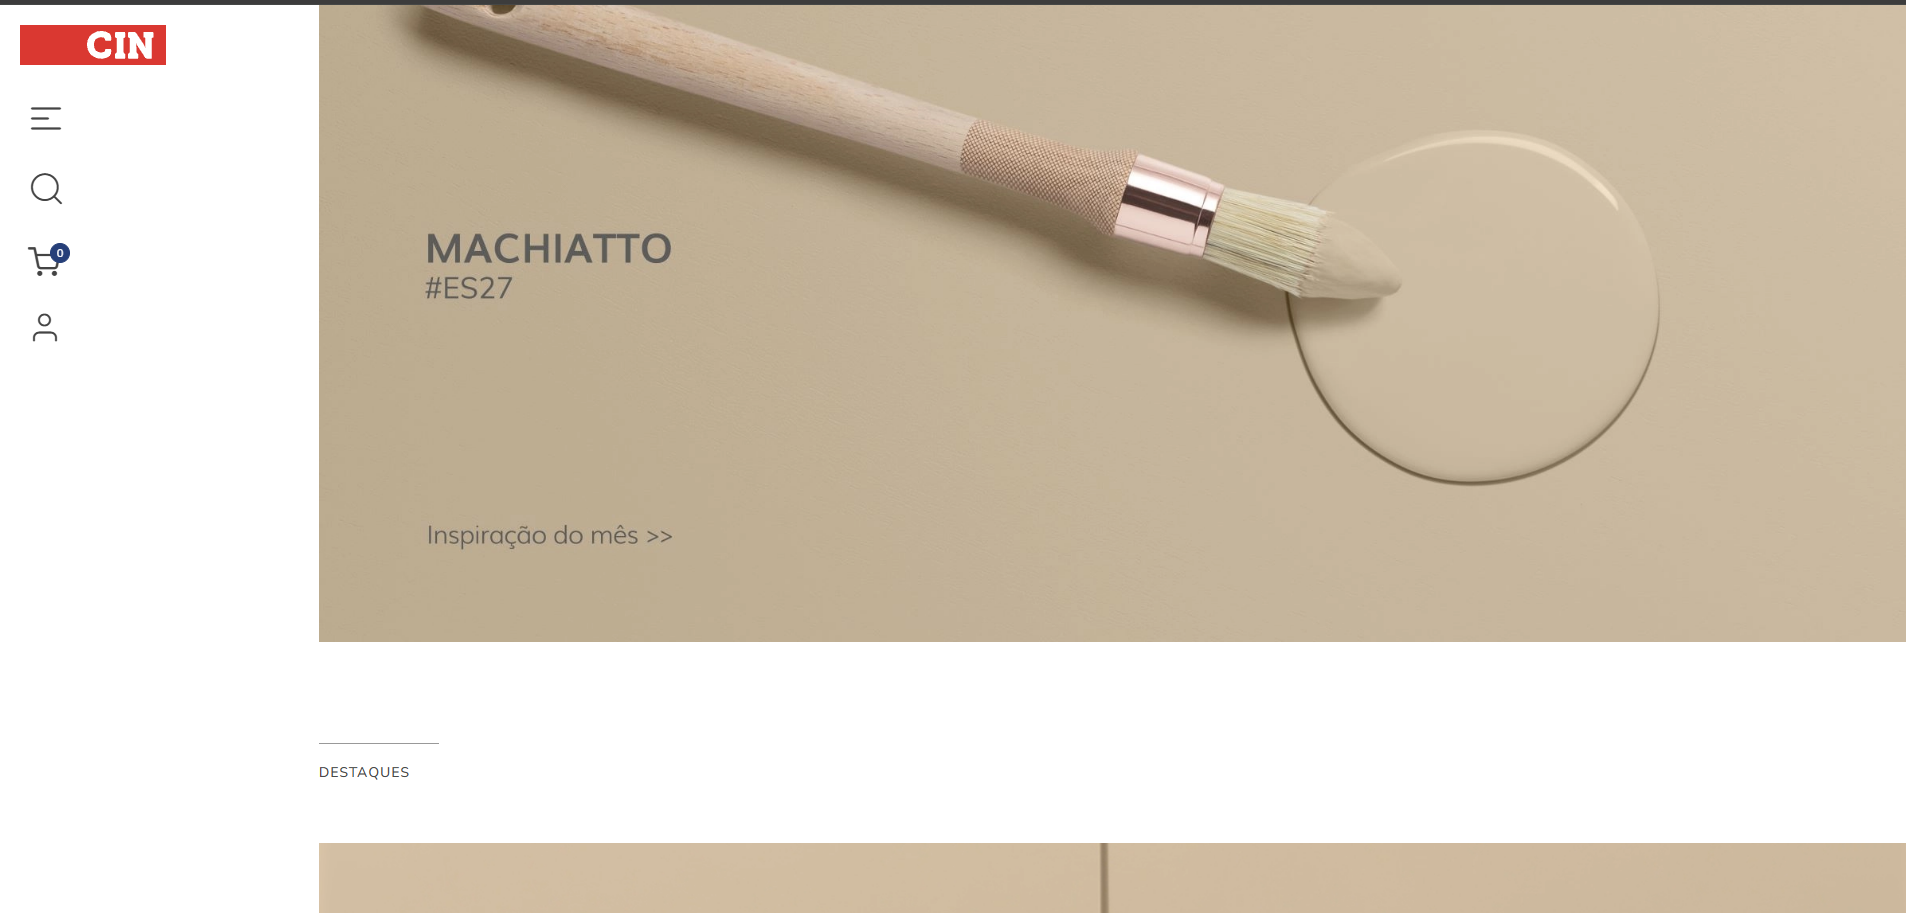 CIN
0
MACHIATTO
#ES27
Inspiração do mês >>
DESTAQUES